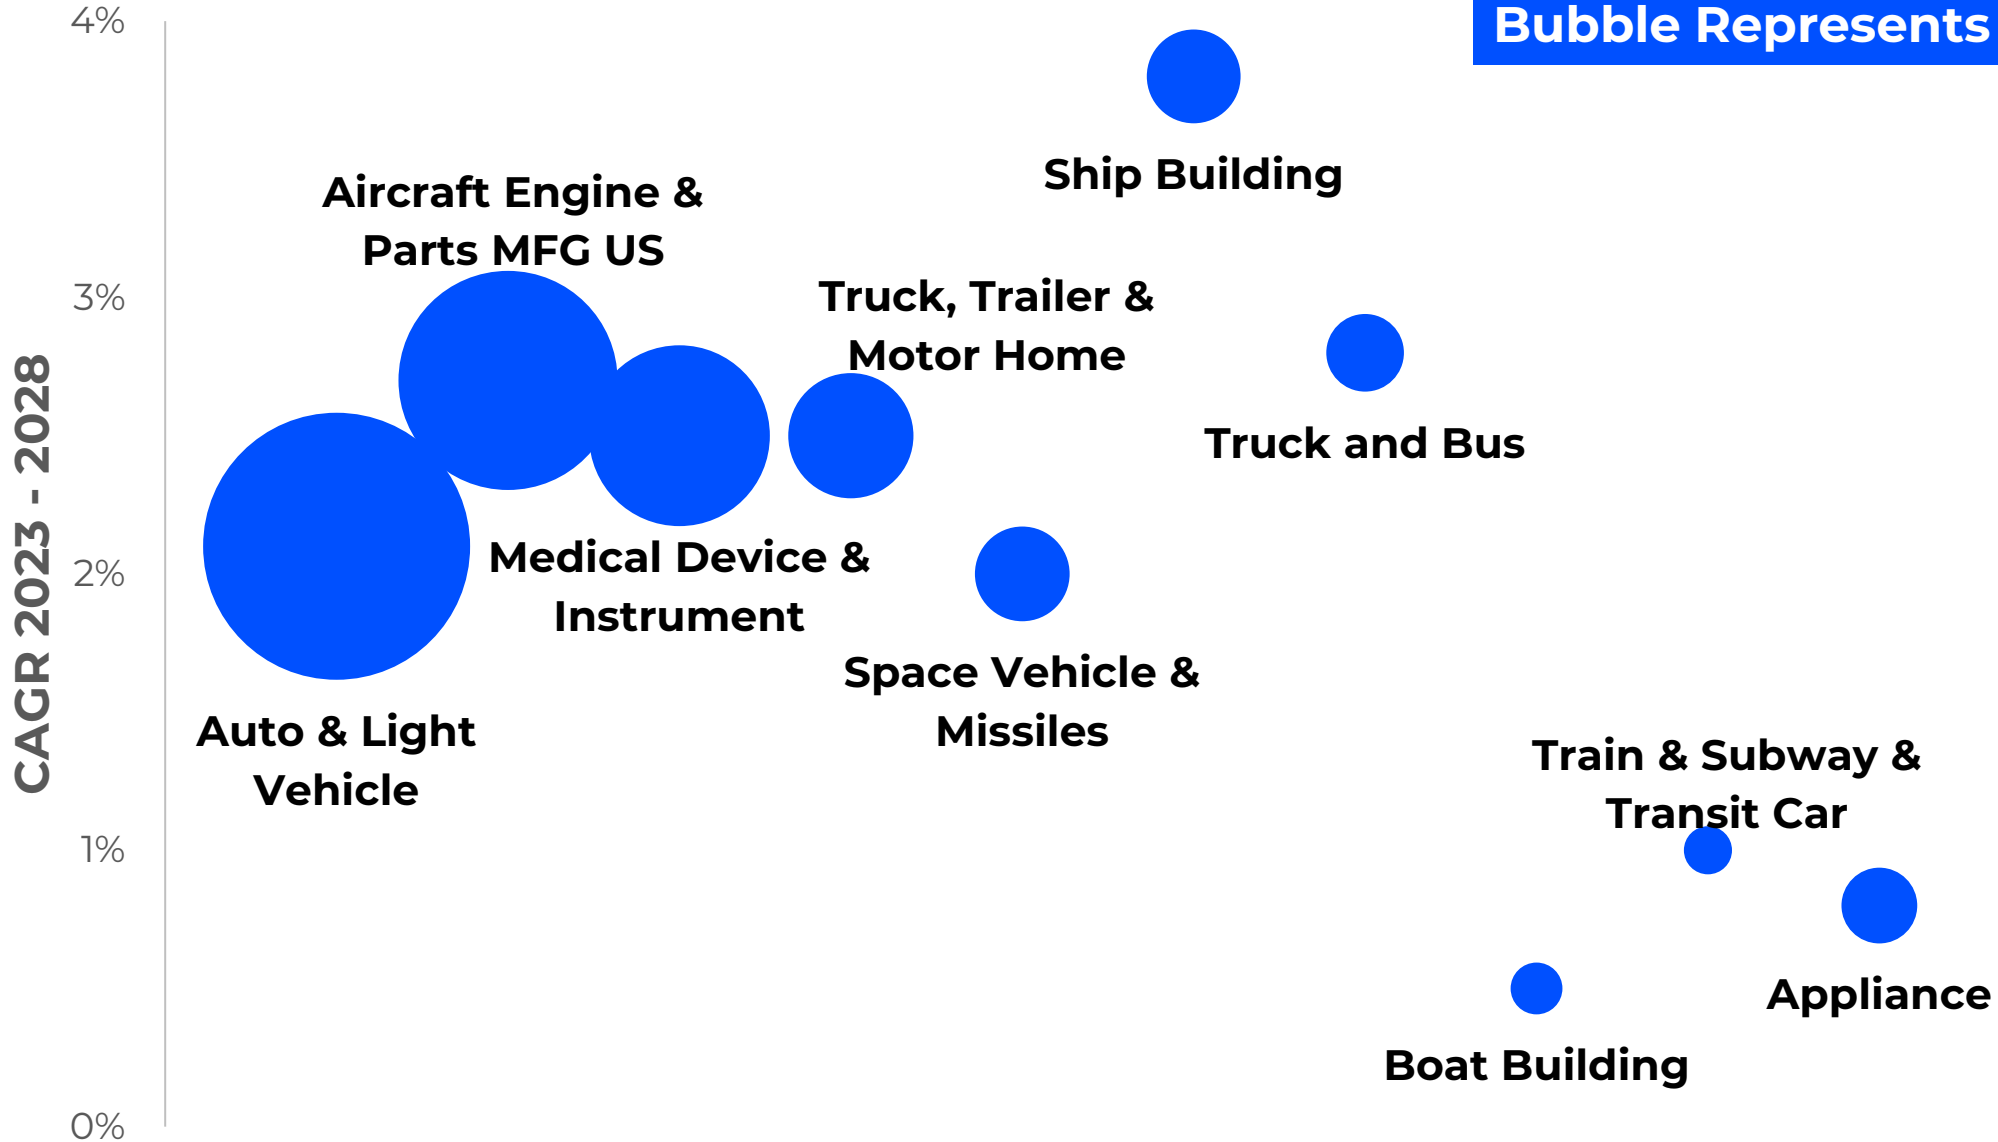 4%
Bubble Represents
Ship Building
Aircraft Engine &
Parts MFG US
3%
Truck, Trailer &
Motor Home
Truck and Bus
CAGR 2023 - 2028
2%
Medical Device &
Instrument
Space Vehicle &
Missiles
Auto & Light
Vehicle
Train & Subway &
Transit Car
1%
Appliance
Boat Building
0%